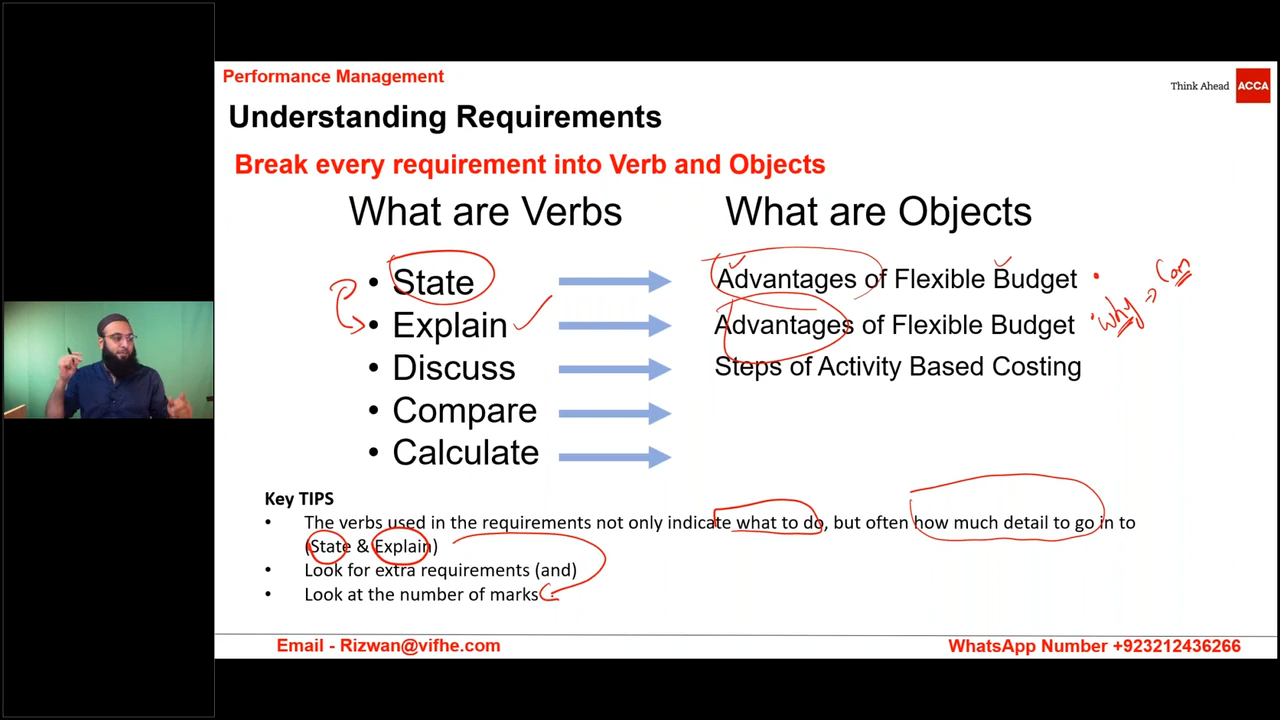 Performance Management
Think Ahead ACCA
Understanding Requirements
Break every requirement into Verb and Objects
What are Verbs What are Objects
• State Advantages of Flexible Budget
• Explain Advantages of Flexible Budget • why
• Discuss Steps of Activity Based Costing
• Compare
• Calculate
Key TIPS
• The verbs used in the requirements not only indicate what to do, but often how much detail to go in to
(State & Explain)
• Look for extra requirements (and)
• Look at the number of marks
Email - Rizwan@vifhe.com WhatsApp Number +923212436266